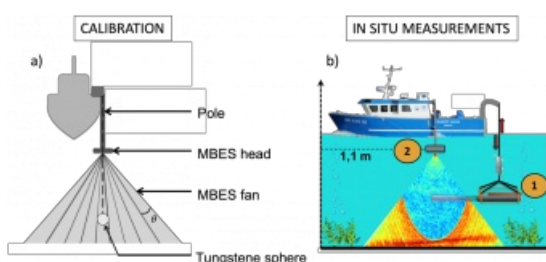 CALIBRATION
IN SITU MEASUREMENTS
a)
b)
Pole
MBES head
MBES fan
θ
Tungstene sphere
2
1,1 m
1